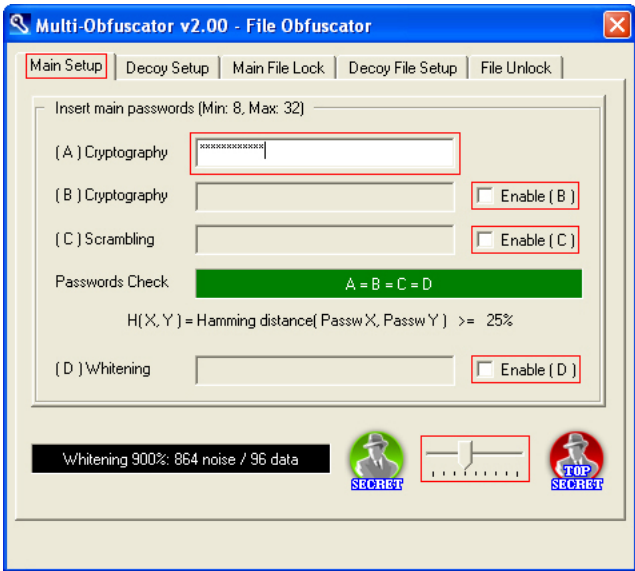 Multi-Obfuscator v2.00 - File Obfuscator
Main Setup Decoy Setup Main File Lock Decoy File Setup File Unlock
Insert main passwords (Min: 8, Max: 32)
( A ) Cryptography ************
( B ) Cryptography Enable ( B )
( C ) Scrambling Enable ( C )
Passwords Check A = B = C = D
H( X, Y ) = Hamming distance( Passw X, Passw Y ) >= 25%
( D ) Whitening Enable ( D )
Whitening 900%: 864 noise / 96 data SECRET TOP SECRET